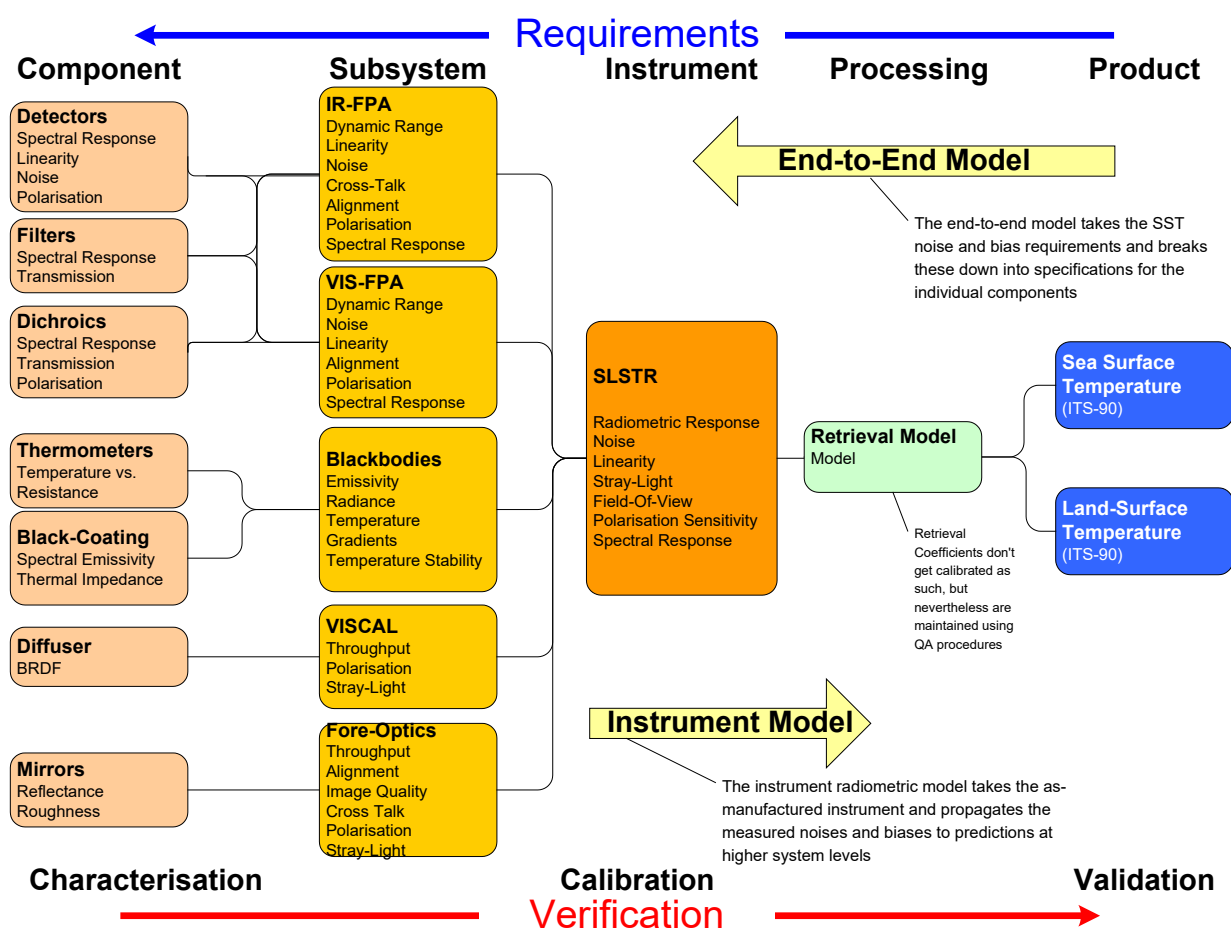 Requirements
Component
Subsystem
Instrument
Processing
Product
Detectors
Spectral Response
Linearity
Noise
Polarisation
Filters
Spectral Response
Transmission
Dichroics
Spectral Response
Transmission
Polarisation
Thermometers
Temperature vs.
Resistance
Black-Coating
Spectral Emissivity
Thermal Impedance
Diffuser
BRDF
Mirrors
Reflectance
Roughness
IR-FPA
Dynamic Range
Linearity
Noise
Cross-Talk
Alignment
Polarisation
Spectral Response
VIS-FPA
Dynamic Range
Noise
Linearity
Alignment
Polarisation
Spectral Response
Blackbodies
Emissivity
Radiance
Temperature
Gradients
Temperature Stability
VISCAL
Throughput
Polarisation
Stray-Light
Fore-Optics
Throughput
Alignment
Image Quality
Cross Talk
Polarisation
Stray-Light
SLSTR
Radiometric Response
Noise
Linearity
Stray-Light
Field-Of-View
Polarisation Sensitivity
Spectral Response
End-to-End Model
The end-to-end model takes the SST
noise and bias requirements and breaks
these down into specifications for the
individual components
Retrieval Model
Model
Retrieval
Coefficients don't
get calibrated as
such, but
nevertheless are
maintained using
QA procedures
Sea Surface
Temperature
(ITS-90)
Land-Surface
Temperature
(ITS-90)
Instrument Model
The instrument radiometric model takes the as-
manufactured instrument and propagates the
measured noises and biases to predictions at
higher system levels
Characterisation
Calibration
Validation
Verification